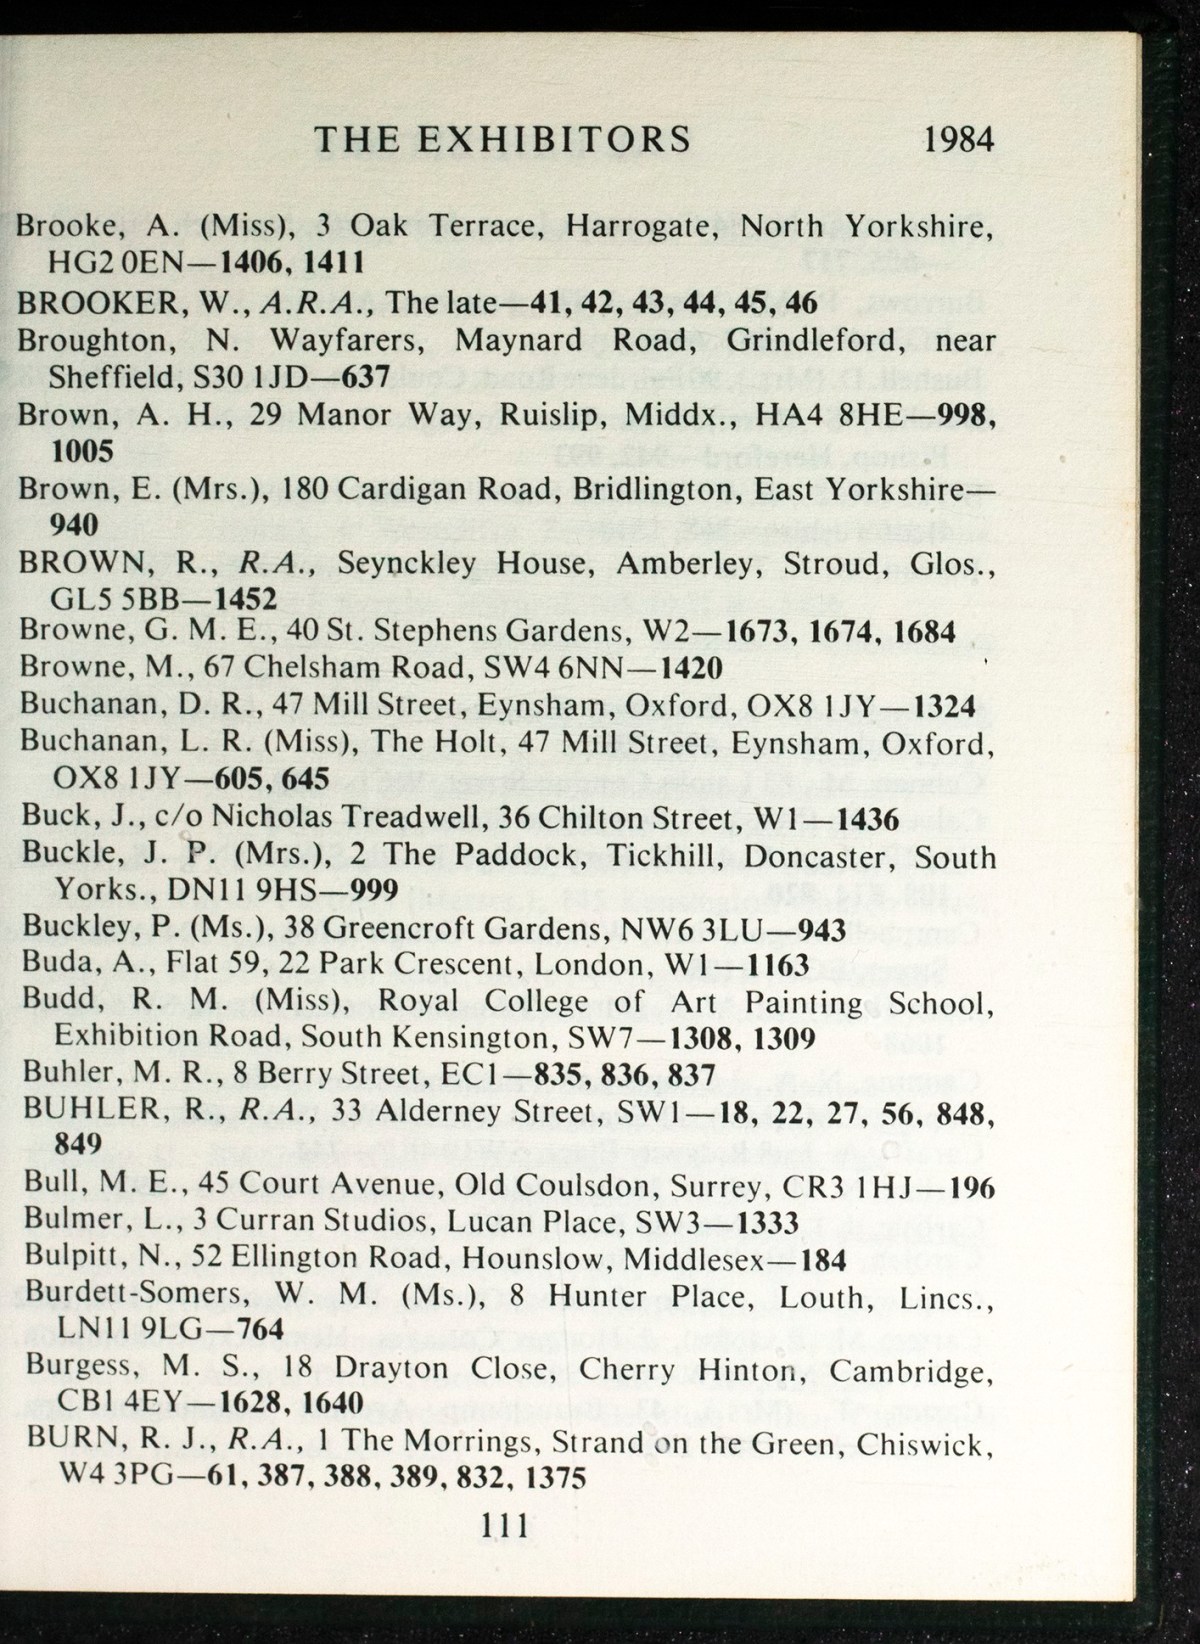 THE EXHIBITORS 1984
Brooke, A. (Miss), 3 Oak Terrace, Harrogate, North Yorkshire,
HG2 0EN—1406, 1411
BROOKER, W., A.R.A., The late—41, 42, 43, 44, 45, 46
Broughton, N. Wayfarers, Maynard Road, Grindleford, near
Sheffield, S30 1JD—637
Brown, A. H., 29 Manor Way, Ruislip, Middx., HA4 8HE—998,
1005
Brown, E. (Mrs.), 180 Cardigan Road, Bridlington, East Yorkshire—
940
BROWN, R., R.A., Seynckley House, Amberley, Stroud, Glos.,
GL5 5BB—1452
Browne, G. M. E., 40 St. Stephens Gardens, W2—1673, 1674, 1684
Browne, M., 67 Chelsham Road, SW4 6NN—1420
Buchanan, D. R., 47 Mill Street, Eynsham, Oxford, OX8 1JY—1324
Buchanan, L. R. (Miss), The Holt, 47 Mill Street, Eynsham, Oxford,
OX8 1JY—605, 645
Buck, J., c/o Nicholas Treadwell, 36 Chilton Street, W1—1436
Buckle, J. P. (Mrs.), 2 The Paddock, Tickhill, Doncaster, South
Yorks., DN11 9HS—999
Buckley, P. (Ms.), 38 Greencroft Gardens, NW6 3LU—943
Buda, A., Flat 59, 22 Park Crescent, London, W1—1163
Budd, R. M. (Miss), Royal College of Art Painting School,
Exhibition Road, South Kensington, SW7—1308, 1309
Buhler, M. R., 8 Berry Street, EC1—835, 836, 837
BUHLER, R., R.A., 33 Alderney Street, SW1—18, 22, 27, 56, 848,
849
Bull, M. E., 45 Court Avenue, Old Coulsdon, Surrey, CR3 1HJ—196
Bulmer, L., 3 Curran Studios, Lucan Place, SW3—1333
Bulpitt, N., 52 Ellington Road, Hounslow, Middlesex—184
Burdett-Somers, W. M. (Ms.), 8 Hunter Place, Louth, Lincs.,
LN11 9LG—764
Burgess, M. S., 18 Drayton Close, Cherry Hinton, Cambridge,
CB1 4EY—1628, 1640
BURN, R. J., R.A., 1 The Morrings, Strand on the Green, Chiswick,
W4 3PG—61, 387, 388, 389, 832, 1375
111